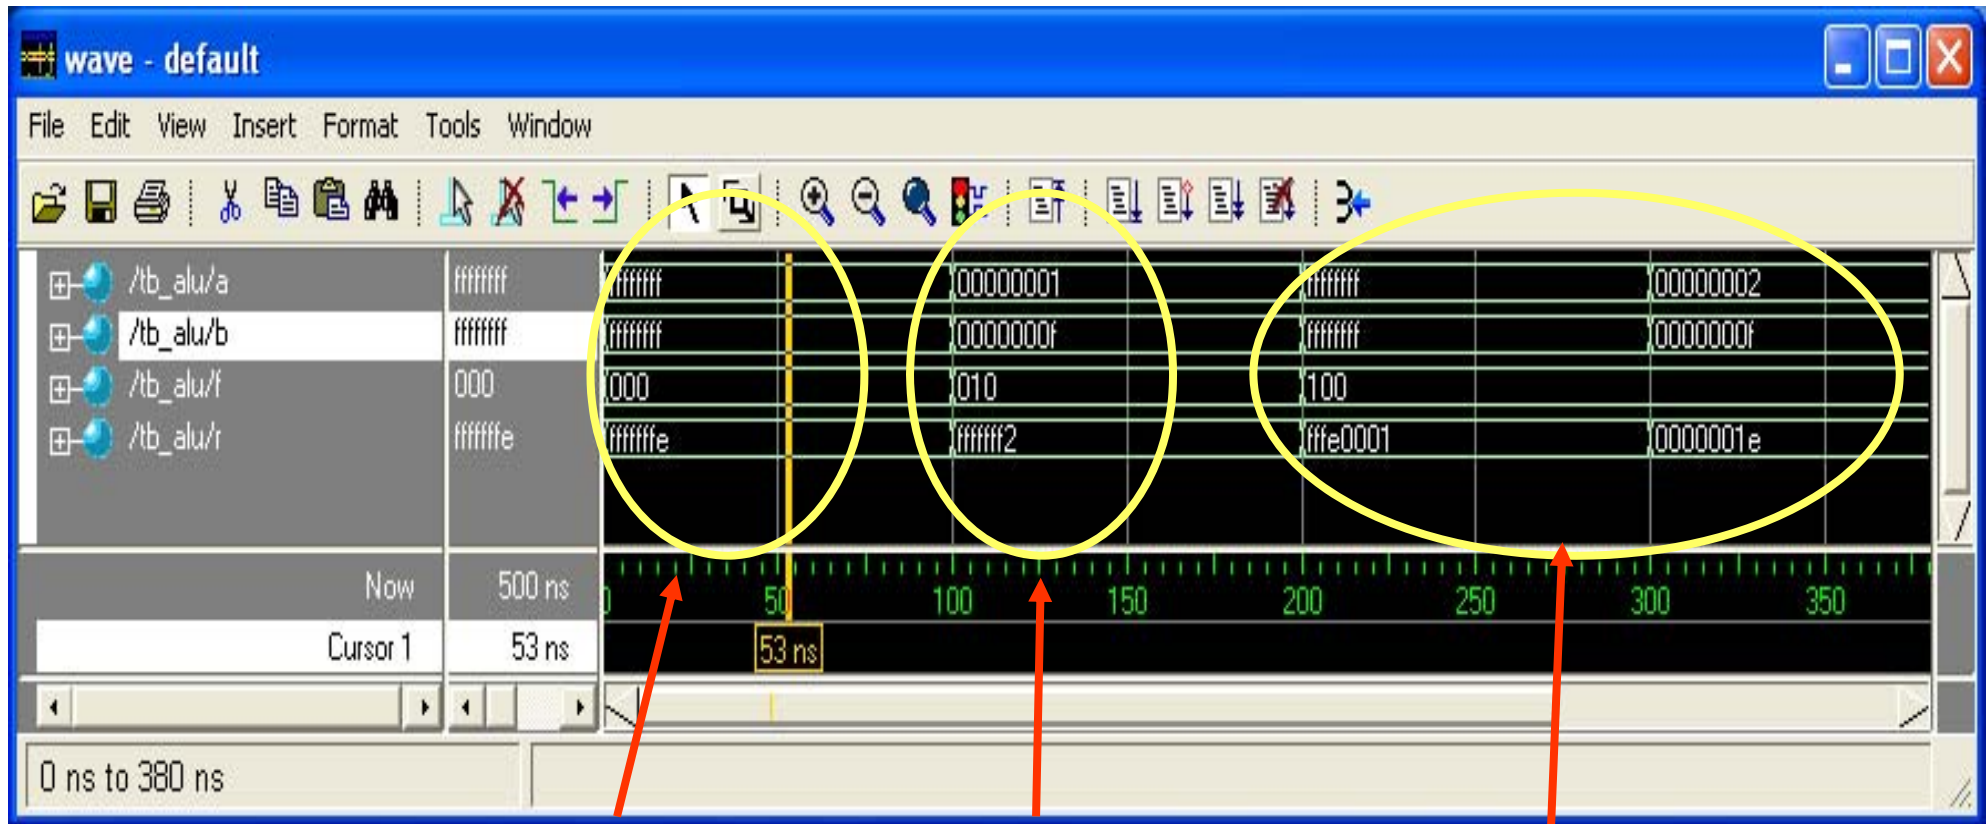 wave - default
File Edit View Insert Format Tools Window
/tb_alu/a ffffffff ffffffff 00000001 ffffffff 00000002
/tb_alu/b ffffffff ffffffff 0000000f ffffffff 0000000f
/tb_alu/f 000 000 010 100
/tb_alu/r fffffffe fffffffe fffffff2 fffe0001 0000001e
Now 500 ns 0 50 100 150 200 250 300 350
Cursor 1 53 ns 53 ns
0 ns to 380 ns